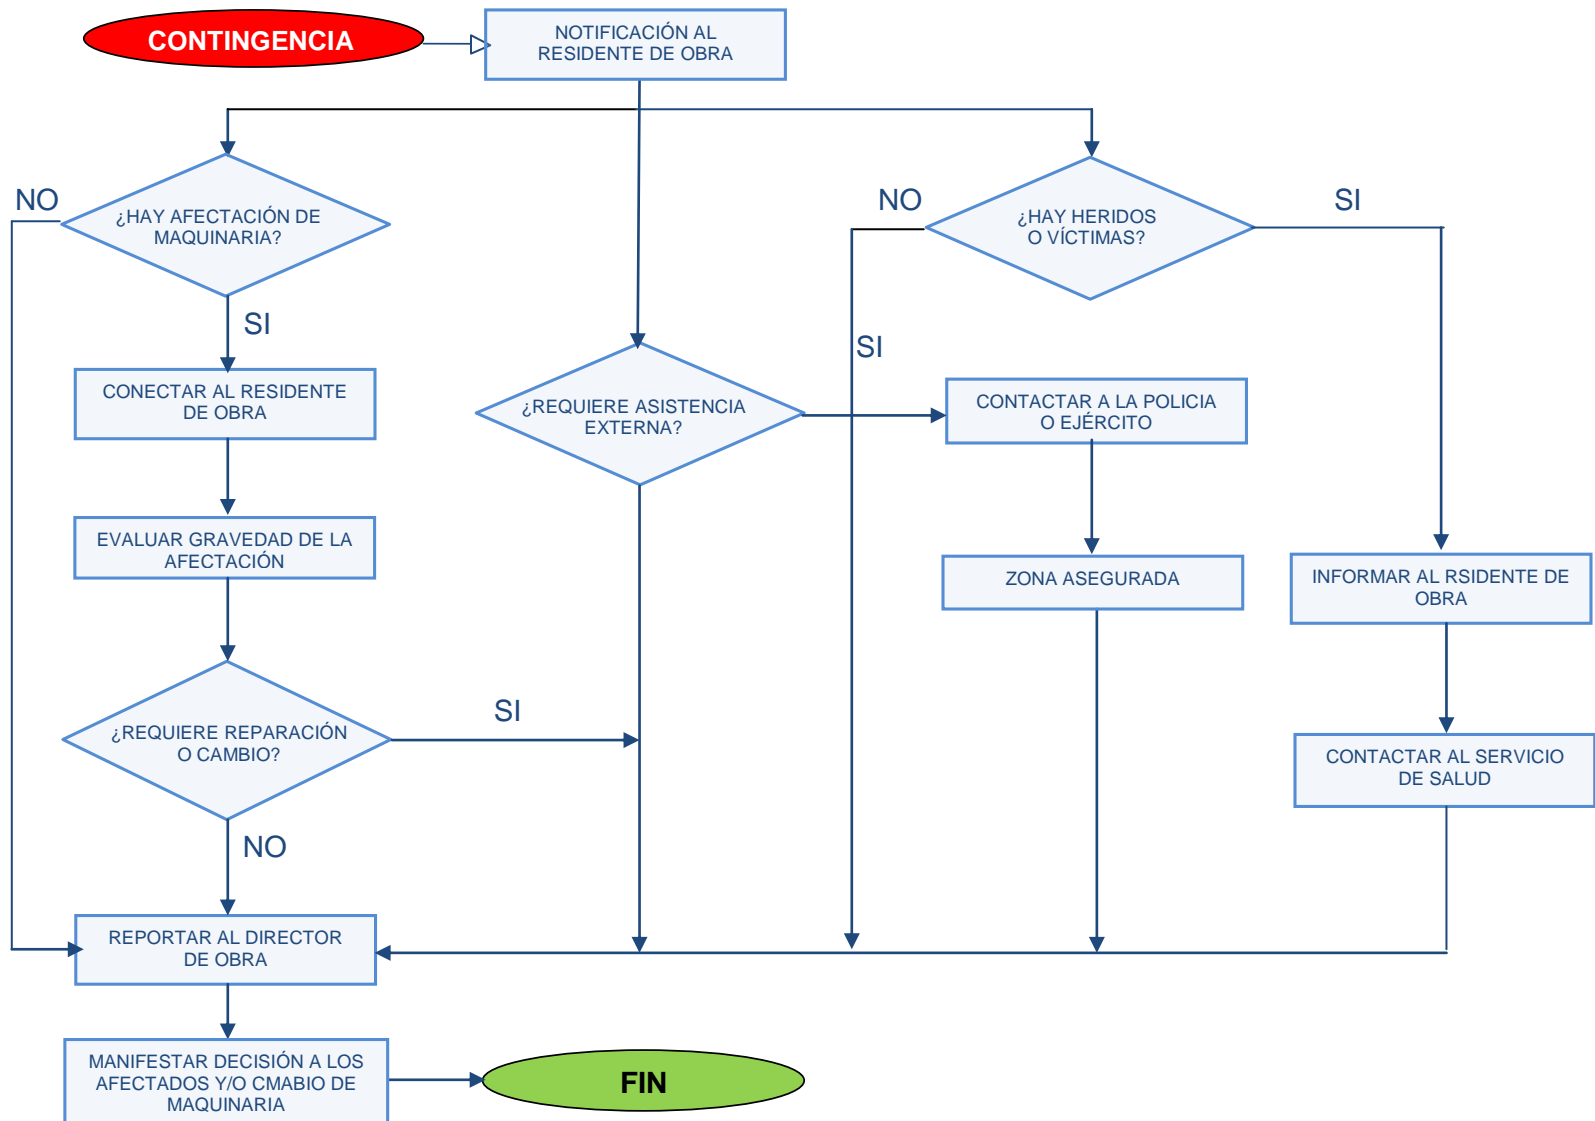 CONTINGENCIA
NOTIFICACIÓN AL
RESIDENTE DE OBRA
NO
¿HAY AFECTACIÓN DE
MAQUINARIA?
NO
¿HAY HERIDOS
O VÍCTIMAS?
SI
SI
SI
CONECTAR AL RESIDENTE
DE OBRA
¿REQUIERE ASISTENCIA
EXTERNA?
CONTACTAR A LA POLICIA
O EJÉRCITO
EVALUAR GRAVEDAD DE LA
AFECTACIÓN
ZONA ASEGURADA
INFORMAR AL RSIDENTE DE
OBRA
¿REQUIERE REPARACIÓN
O CAMBIO?
SI
CONTACTAR AL SERVICIO
DE SALUD
NO
REPORTAR AL DIRECTOR
DE OBRA
MANIFESTAR DECISIÓN A LOS
AFECTADOS Y/O CMABIO DE
MAQUINARIA
FIN